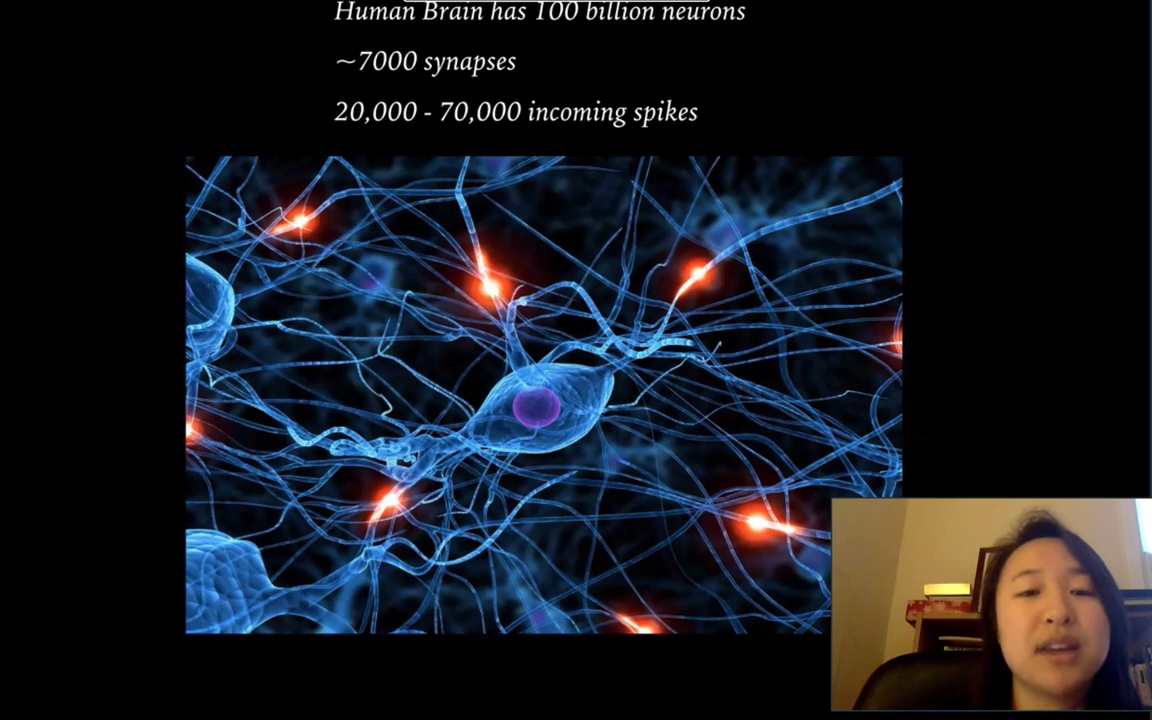 Human Brain has 100 billion neurons
~7000 synapses
20,000 - 70,000 incoming spikes